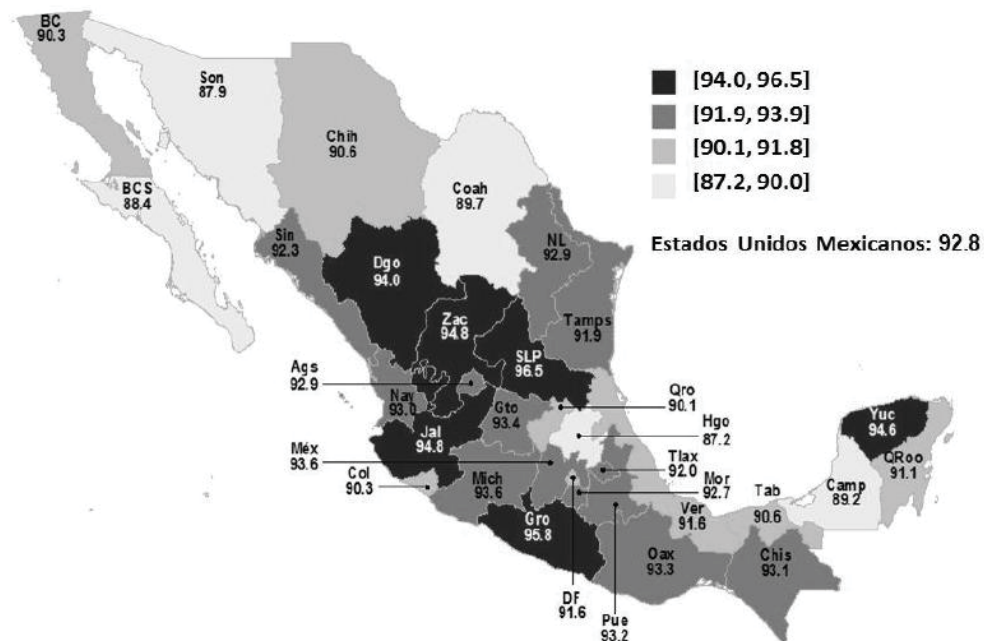 BC
90.3
Son
87.9
Chih
90.6
[94.0, 96.5]
[91.9, 93.9]
[90.1, 91.8]
[87.2, 90.0]
BCS
88.4
Coah
89.7
Sin
92.3
NL
92.9
Estados Unidos Mexicanos: 92.8
Dgo
94.0
Zac
94.8
Tamps
91.9
SLP
96.5
Ags
92.9
Nay
93.0
Gto
93.4
Qro
90.1
Hgo
87.2
Yuc
94.6
QRoo
91.1
Jal
94.8
Méx
93.6
Tlax
92.0
Col
90.3
Mich
93.6
Mor
92.7
Camp
89.2
Tab
90.6
Ver
91.6
Gro
95.8
Oax
93.3
Chis
93.1
DF
91.6
Pue
93.2